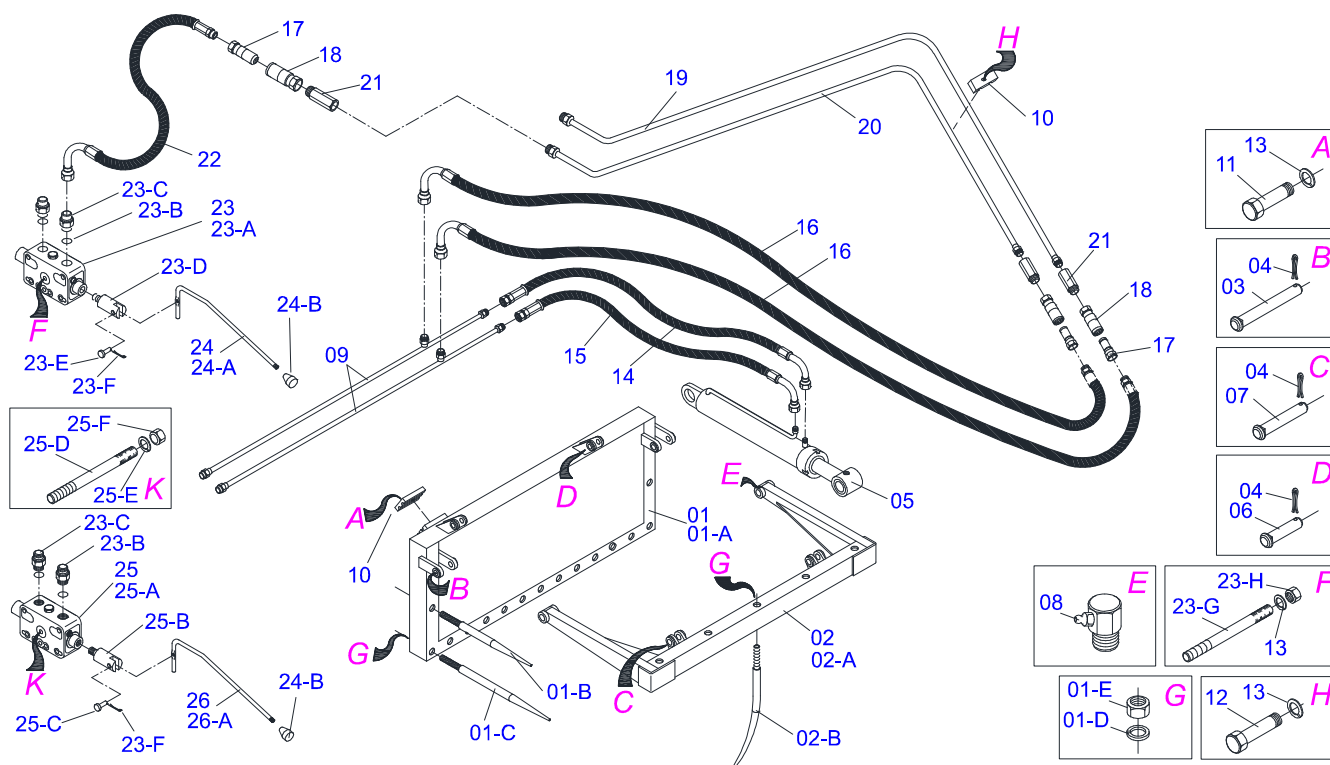 17
18
21
22
23-C
23-B
23
23-A
23-D
F
23-E
23-F
24
24-A
24-B
H
10
19
20
16
16
21
18
17
09
15
14
A
13
11
B
04
03
C
04
07
D
04
06
25-F
25-D
25-E
K
23-C
23-B
25
25-A
25-B
K
25-C
23-F
26
26-A
24-B
A
10
D
B
G
01
01-A
01-B
01-C
E
05
G
C
02
02-A
02-B
E
08
F
23-H
23-G
13
G
01-E
01-D
H
13
12